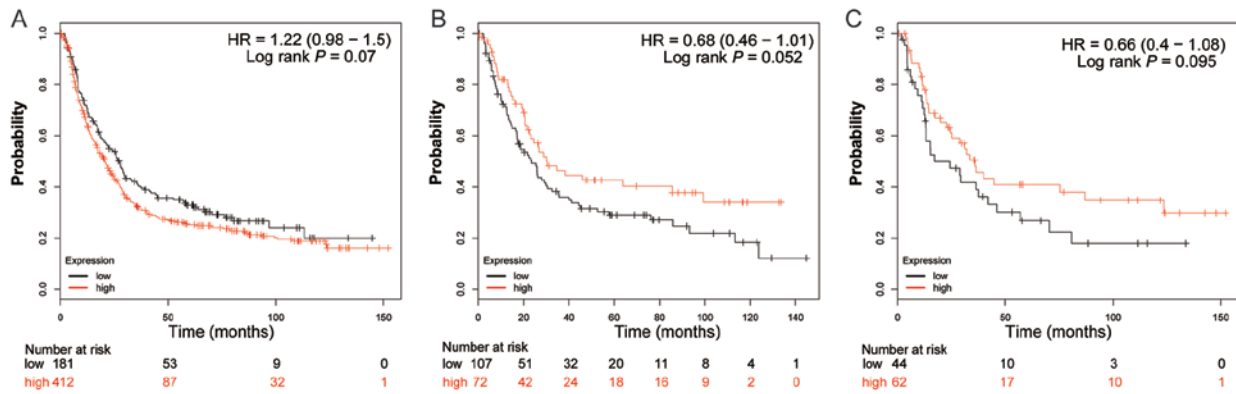 A
HR = 1.22 (0.98 − 1.5)
Log rank P = 0.07
Probability
1.0
0.8
0.6
0.4
0.2
0.0
Expression
low
high
0 50 100 150
Time (months)
Number at risk
low 181 53 9 0
high 412 87 32 1
B
HR = 0.68 (0.46 − 1.01)
Log rank P = 0.052
Probability
1.0
0.8
0.6
0.4
0.2
0.0
Expression
low
high
0 20 40 60 80 100 120 140
Time (months)
Number at risk
low 107 51 32 20 11 8 4 1
high 72 42 24 18 16 9 2 0
C
HR = 0.66 (0.4 − 1.08)
Log rank P = 0.095
Probability
1.0
0.8
0.6
0.4
0.2
0.0
Expression
low
high
0 50 100 150
Time (months)
Number at risk
low 44 10 3 0
high 62 17 10 1